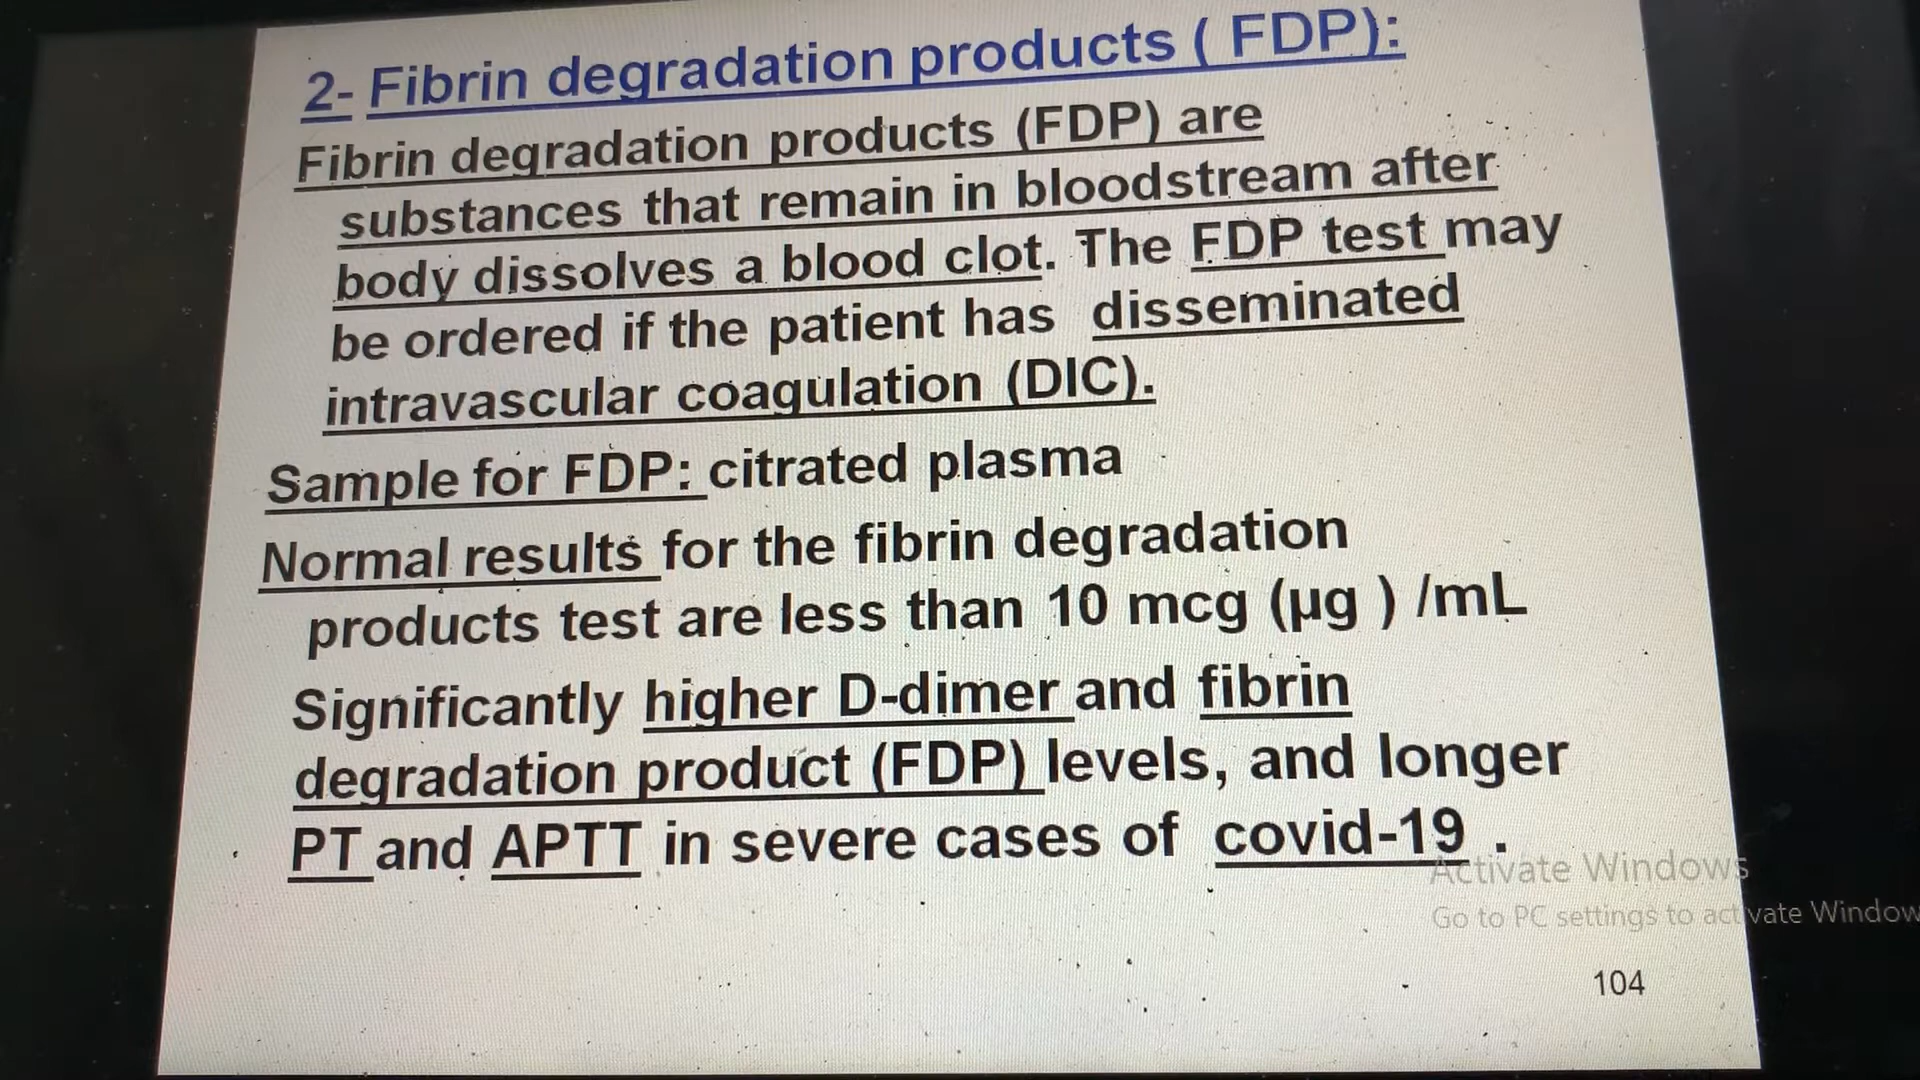 2- Fibrin degradation products ( FDP):
Fibrin degradation products (FDP) are
substances that remain in bloodstream after
body dissolves a blood clot. The FDP test may
be ordered if the patient has disseminated
intravascular coagulation (DIC).
Sample for FDP: citrated plasma
Normal results for the fibrin degradation
products test are less than 10 mcg (µg ) /mL
Significantly higher D-dimer and fibrin
degradation product (FDP) levels, and longer
PT and APTT in severe cases of covid-19 .
Activate Windows
Go to PC settings to activate Window
104